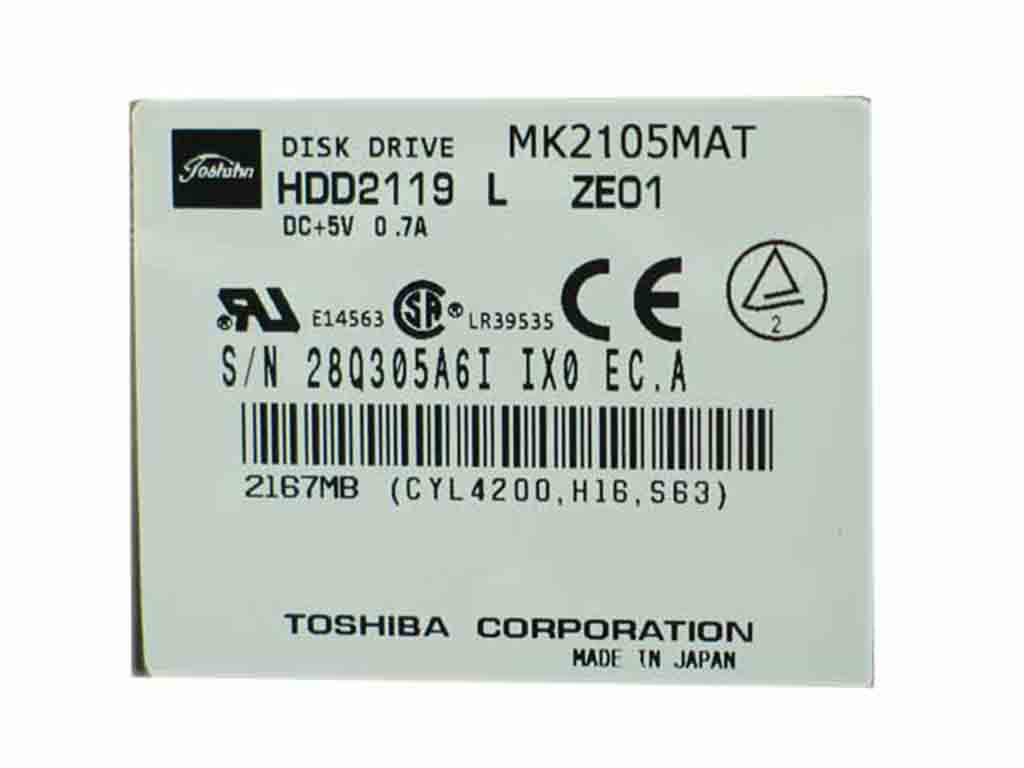 Toshiba
DISK DRIVE MK2105MAT
HDD2119 L ZE01
DC+5V 0.7A
E14563 SA LR39535 CE
2
S/N 28Q305A6I IX0 EC.A
2167MB (CYL4200,H16,S63)
TOSHIBA CORPORATION
MADE IN JAPAN